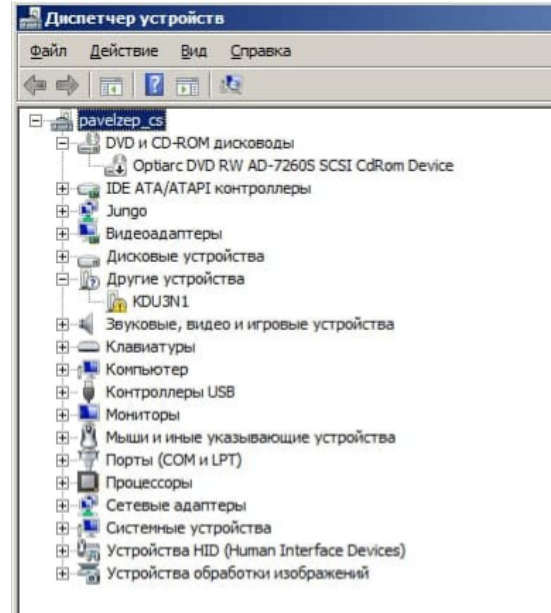 Диспетчер устройств
Файл Действие Вид Справка
pavelzep_cs
DVD и CD-ROM дисководы
Optiarc DVD RW AD-7260S SCSI CdRom Device
IDE ATA/ATAPI контроллеры
Jungo
Видеоадаптеры
Дисковые устройства
Другие устройства
KDU3N1
Звуковые, видео и игровые устройства
Клавиатуры
Компьютер
Контроллеры USB
Мониторы
Мыши и иные указывающие устройства
Порты (COM и LPT)
Процессоры
Сетевые адаптеры
Системные устройства
Устройства HID (Human Interface Devices)
Устройства обработки изображений